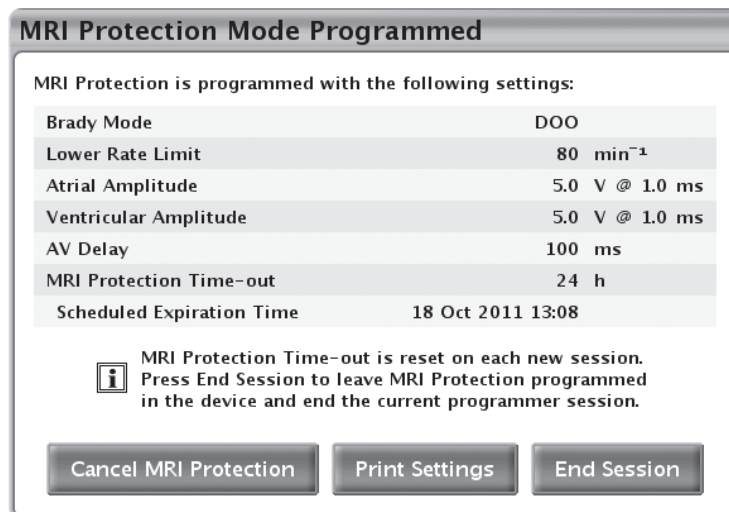 MRI Protection Mode Programmed
MRI Protection is programmed with the following settings:
Brady Mode DOO
Lower Rate Limit 80 min⁻¹
Atrial Amplitude 5.0 V @ 1.0 ms
Ventricular Amplitude 5.0 V @ 1.0 ms
AV Delay 100 ms
MRI Protection Time-out 24 h
Scheduled Expiration Time 18 Oct 2011 13:08
i MRI Protection Time-out is reset on each new session.
Press End Session to leave MRI Protection programmed
in the device and end the current programmer session.
Cancel MRI Protection Print Settings End Session